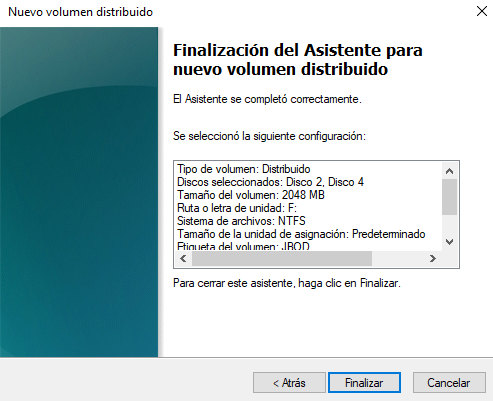 Nuevo volumen distribuido
Finalización del Asistente para
nuevo volumen distribuido
El Asistente se completó correctamente.
Se seleccionó la siguiente configuración:
Tipo de volumen: Distribuido
Discos seleccionados: Disco 2, Disco 4
Tamaño del volumen: 2048 MB
Ruta o letra de unidad: F:
Sistema de archivos: NTFS
Tamaño de la unidad de asignación: Predeterminado
Etiqueta del volumen: JBOD
Para cerrar este asistente, haga clic en Finalizar.
< Atrás
Finalizar
Cancelar